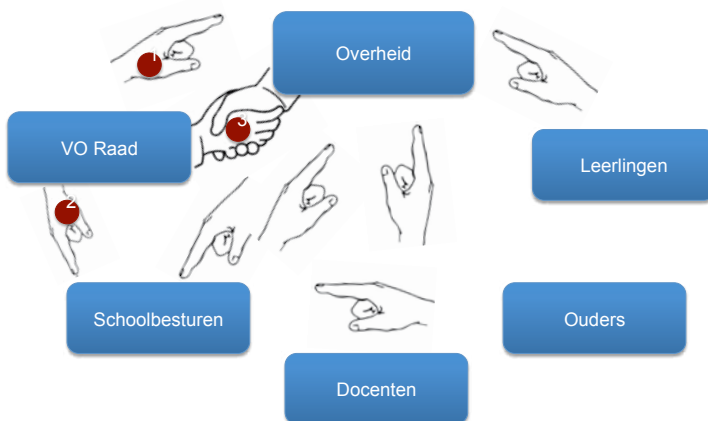 1
Overheid
3
VO Raad
Leerlingen
2
Schoolbesturen
Ouders
Docenten